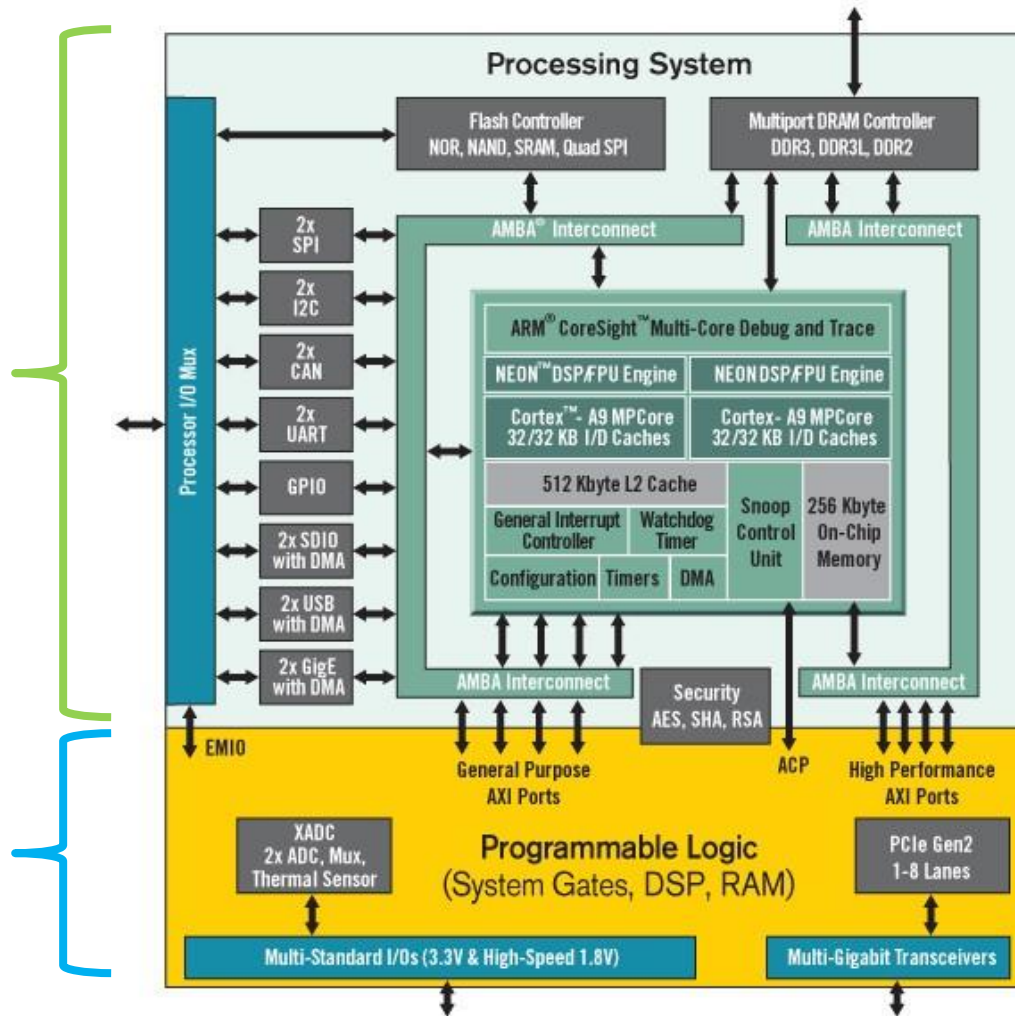 Processing System
Flash Controller
NOR, NAND, SRAM, Quad SPI
Multiport DRAM Controller
DDR3, DDR3L, DDR2
AMBA® Interconnect
AMBA Interconnect
Processor I/O Mux
2x
SPI
2x
I2C
2x
CAN
2x
UART
GPIO
2x SDIO
with DMA
2x USB
with DMA
2x GigE
with DMA
ARM® CoreSight™ Multi-Core Debug and Trace
NEON™ DSP/FPU Engine
NEON DSP/FPU Engine
Cortex™- A9 MPCore
32/32 KB I/D Caches
Cortex- A9 MPCore
32/32 KB I/D Caches
512 Kbyte L2 Cache
General Interrupt
Controller
Watchdog
Timer
Configuration
Timers
DMA
Snoop
Control
Unit
256 Kbyte
On-Chip
Memory
AMBA Interconnect
Security
AES, SHA, RSA
AMBA Interconnect
EMIO
General Purpose
AXI Ports
ACP
High Performance
AXI Ports
XADC
2x ADC, Mux,
Thermal Sensor
Programmable Logic
(System Gates, DSP, RAM)
PCIe Gen2
1-8 Lanes
Multi-Standard I/Os (3.3V & High-Speed 1.8V)
Multi-Gigabit Transceivers